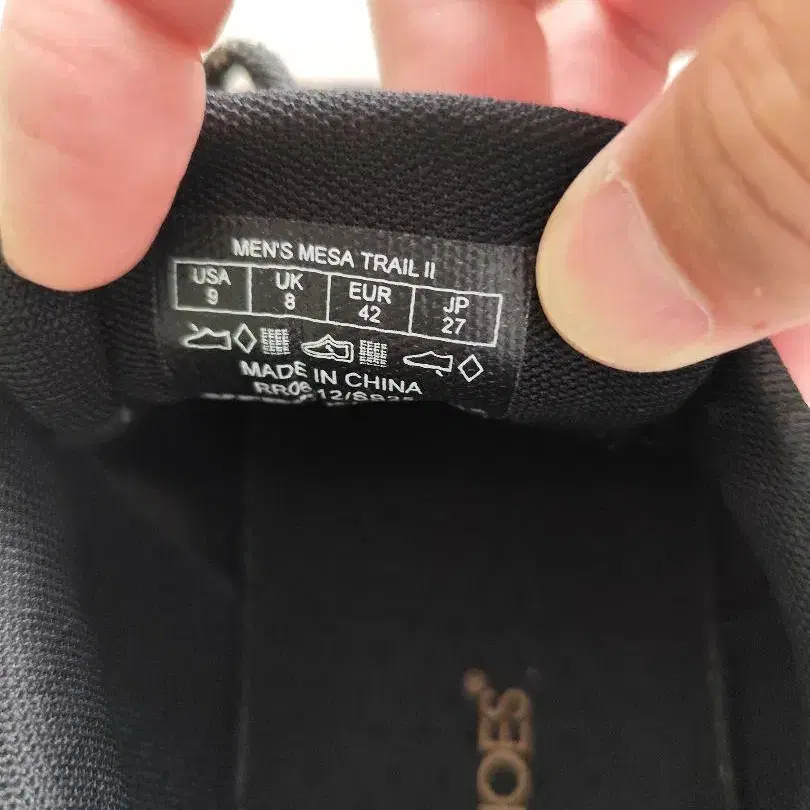 MEN'S MESA TRAIL II
USA UK EUR JP
9 8 42 27
MADE IN CHINA